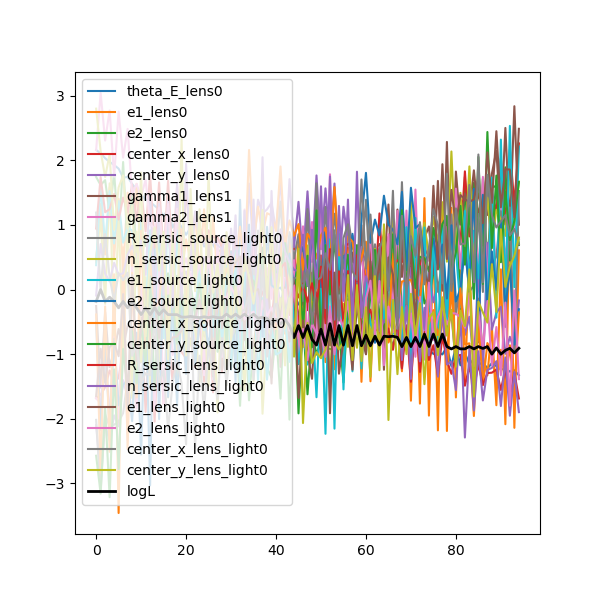 3
2
1
0
−1
−2
−3
0
20
40
60
80
theta_E_lens0
e1_lens0
e2_lens0
center_x_lens0
center_y_lens0
gamma1_lens1
gamma2_lens1
R_sersic_source_light0
n_sersic_source_light0
e1_source_light0
e2_source_light0
center_x_source_light0
center_y_source_light0
R_sersic_lens_light0
n_sersic_lens_light0
e1_lens_light0
e2_lens_light0
center_x_lens_light0
center_y_lens_light0
logL